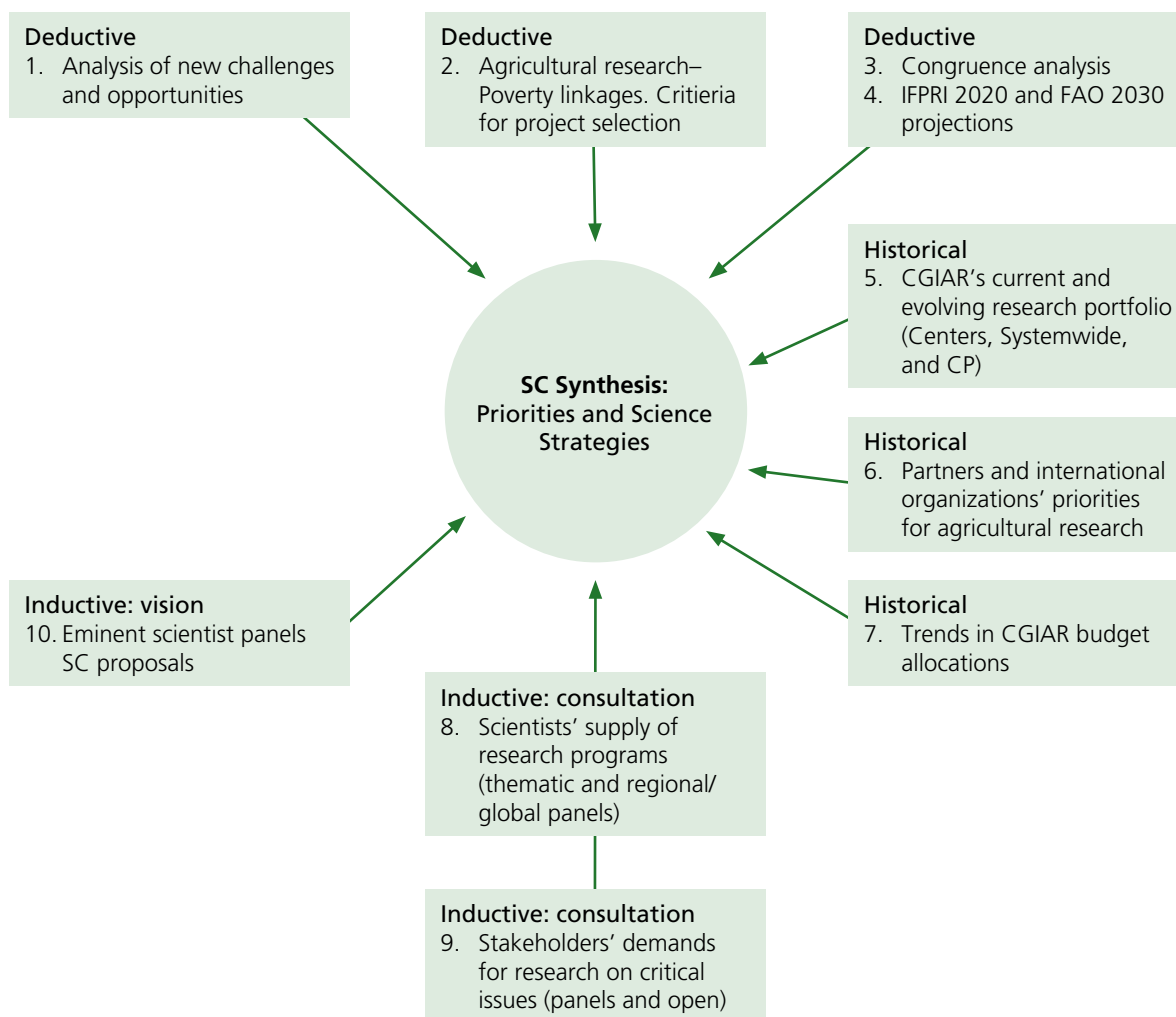 Deductive
1. Analysis of new challenges
and opportunities
Deductive
2. Agricultural research–
Poverty linkages. Critieria
for project selection
Deductive
3. Congruence analysis
4. IFPRI 2020 and FAO 2030
projections
Historical
5. CGIAR's current and
evolving research portfolio
(Centers, Systemwide,
and CP)
SC Synthesis:
Priorities and Science
Strategies
Historical
6. Partners and international
organizations' priorities
for agricultural research
Historical
7. Trends in CGIAR budget
allocations
Inductive: vision
10. Eminent scientist panels
SC proposals
Inductive: consultation
8. Scientists' supply of
research programs
(thematic and regional/
global panels)
Inductive: consultation
9. Stakeholders' demands
for research on critical
issues (panels and open)